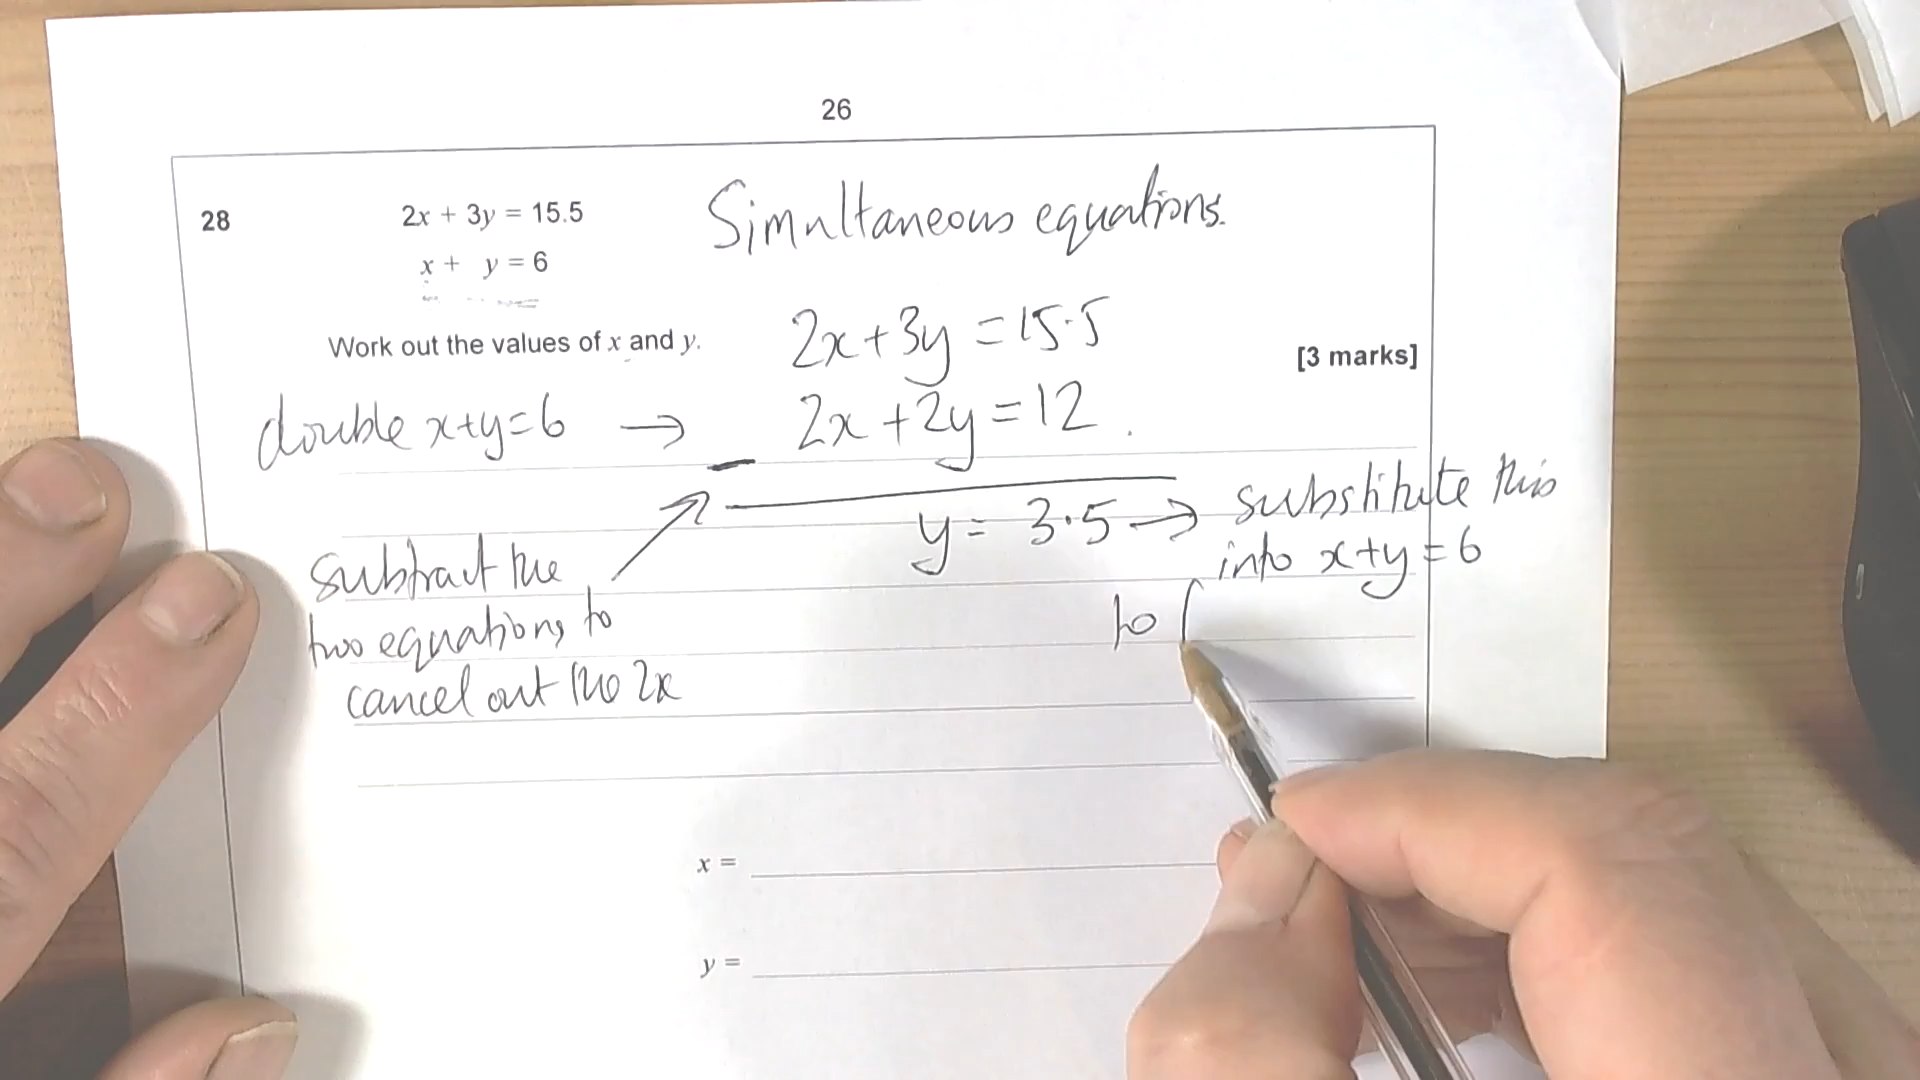 26
28
2x + 3y = 15.5
x + y = 6
Simultaneous equations.
Work out the values of x and y.
[3 marks]
2x+3y = 15.5
double x+y=6 → 2x+2y=12.
y = 3.5 → substitute this
into x+y=6
to
subtract the
two equations to
cancel out the 2x
x =
y =